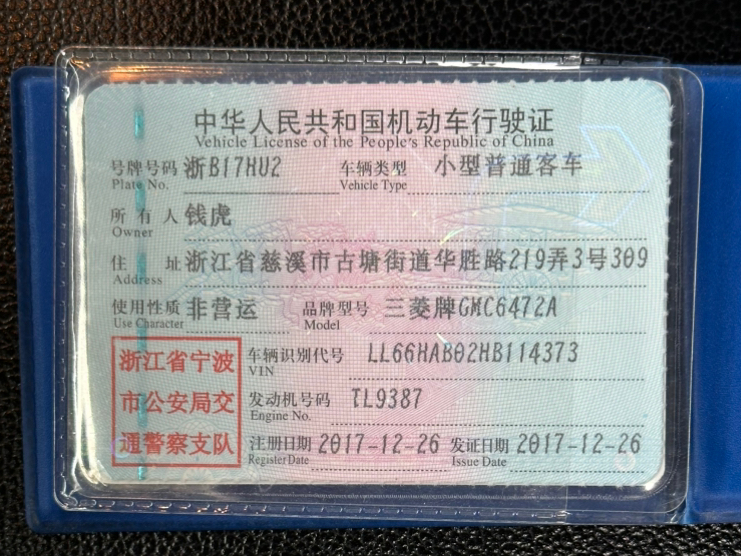 中华人民共和国机动车行驶证
Vehicle License of the People's Republic of China
号牌号码 浙B17HU2 车辆类型 小型普通客车
Plate No. Vehicle Type
所有人 钱虎
Owner
住址 浙江省慈溪市古塘街道华胜路219弄3号309
Address
使用性质 非营运 品牌型号 三菱牌GMC6472A
Use Character Model
浙江省宁波 车辆识别代号 LL66HAB02HB114373
VIN
市公安局交 发动机号码 TL9387
Engine No.
通警察支队 注册日期 2017-12-26 发证日期 2017-12-26
Register Date Issue Date